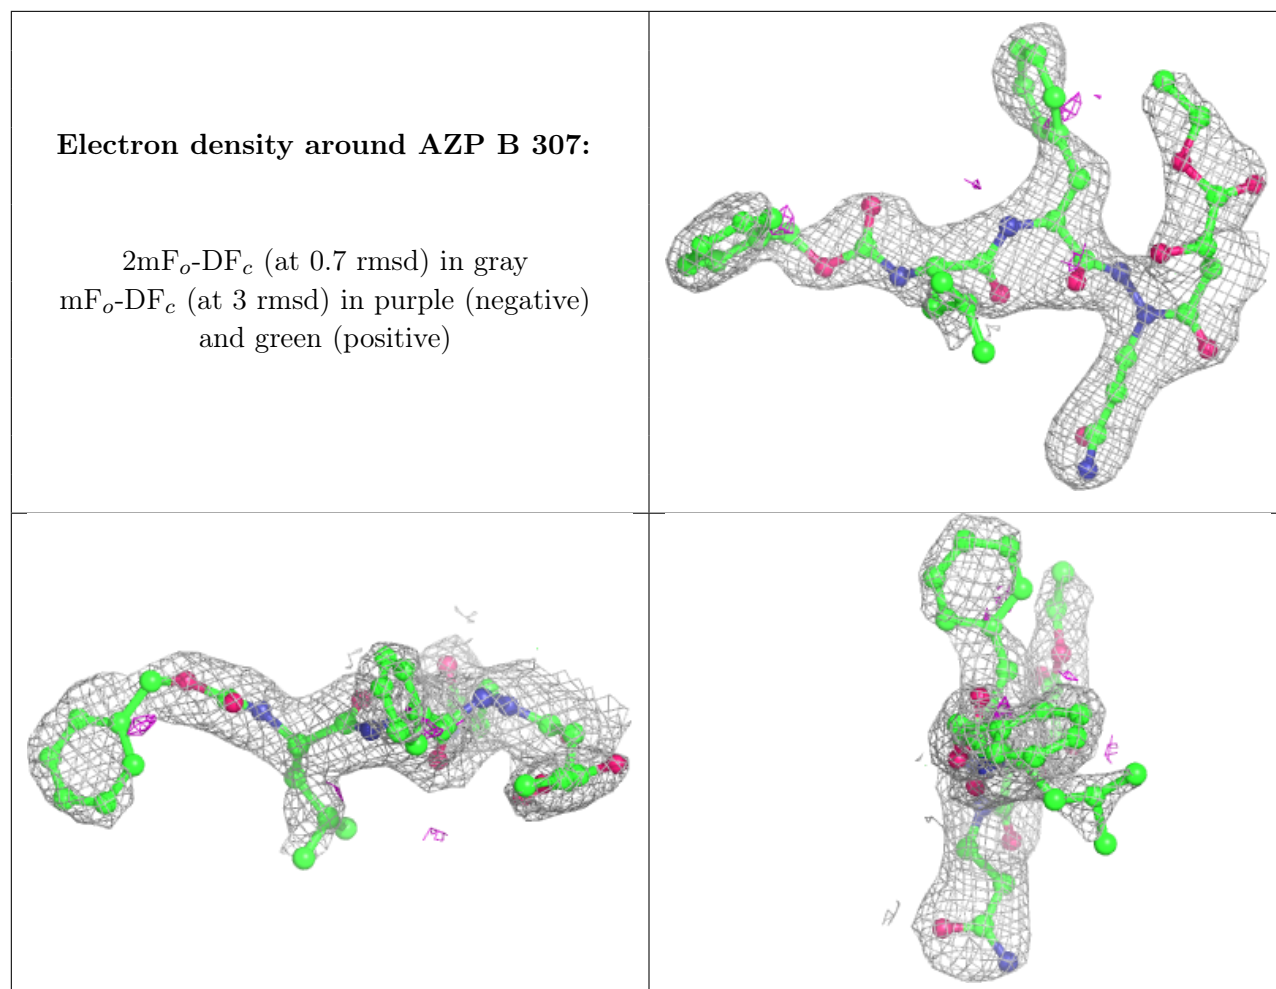 Electron density around AZP B 307:
2mFo-DFc (at 0.7 rmsd) in gray
mFo-DFc (at 3 rmsd) in purple (negative)
and green (positive)